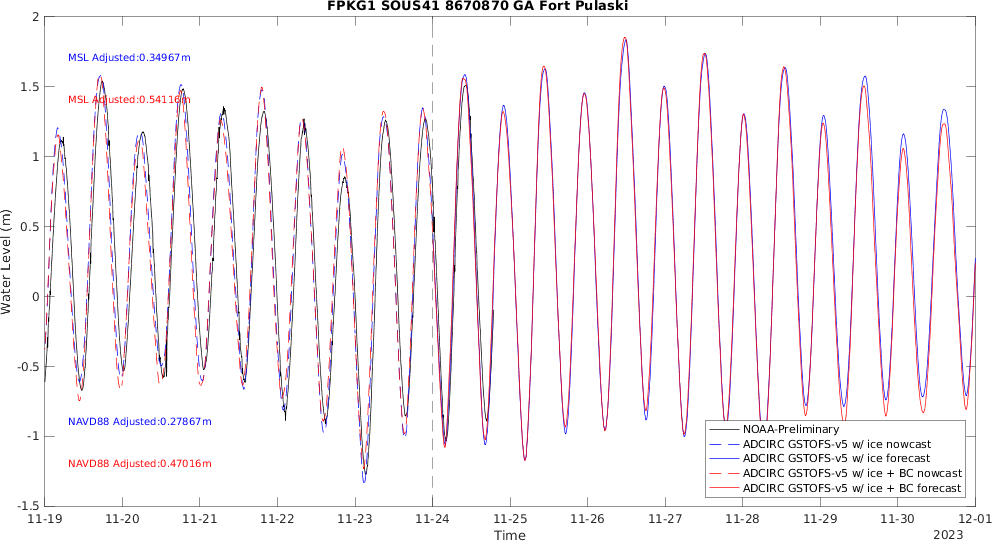 FPKG1 SOUS41 8670870 GA Fort Pulaski
2
1.5
1
0.5
0
-0.5
-1
-1.5
Water Level (m)
MSL Adjusted:0.34967m
MSL Adjusted:0.54116m
NAVD88 Adjusted:0.27867m
NAVD88 Adjusted:0.47016m
NOAA-Preliminary
ADCIRC GSTOFS-v5 w/ ice nowcast
ADCIRC GSTOFS-v5 w/ ice forecast
ADCIRC GSTOFS-v5 w/ ice + BC nowcast
ADCIRC GSTOFS-v5 w/ ice + BC forecast
11-19 11-20 11-21 11-22 11-23 11-24 11-25 11-26 11-27 11-28 11-29 11-30 12-01
Time
2023